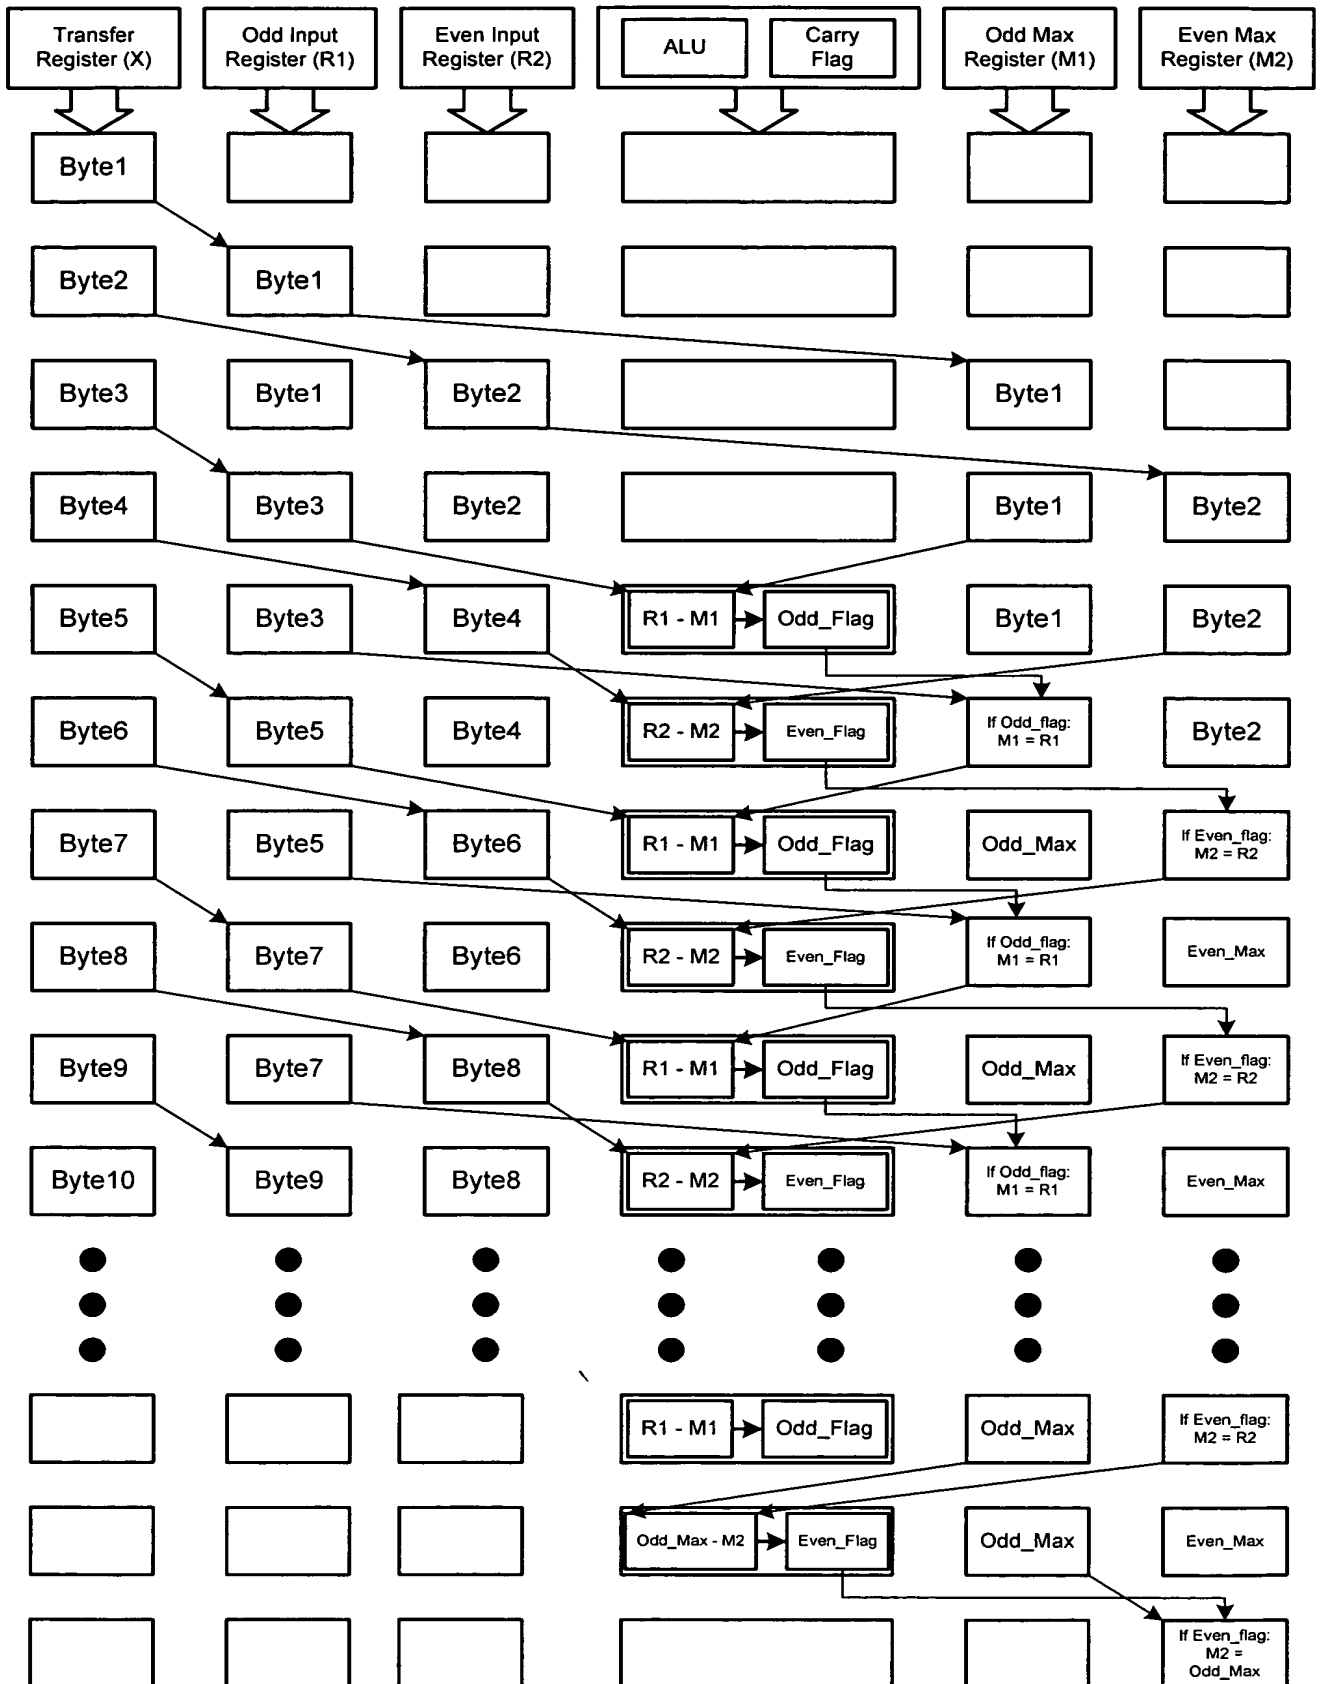 Transfer
Register (X)
Odd Input
Register (R1)
Even Input
Register (R2)
ALU
Carry
Flag
Odd Max
Register (M1)
Even Max
Register (M2)
Byte1
Byte2
Byte1
Byte3
Byte1
Byte2
Byte1
Byte4
Byte3
Byte2
Byte1
Byte2
Byte5
Byte3
Byte4
R1 - M1
Odd_Flag
Byte1
Byte2
Byte6
Byte5
Byte4
R2 - M2
Even_Flag
If Odd_flag:
M1 = R1
Byte2
Byte7
Byte5
Byte6
R1 - M1
Odd_Flag
Odd_Max
If Even_flag:
M2 = R2
Byte8
Byte7
Byte6
R2 - M2
Even_Flag
If Odd_flag:
M1 = R1
Even_Max
Byte9
Byte7
Byte8
R1 - M1
Odd_Flag
Odd_Max
If Even_flag:
M2 = R2
Byte10
Byte9
Byte8
R2 - M2
Even_Flag
If Odd_flag:
M1 = R1
Even_Max
R1 - M1
Odd_Flag
Odd_Max
If Even_flag:
M2 = R2
Odd_Max - M2
Even_Flag
Odd_Max
Even_Max
If Even_flag:
M2 =
Odd_Max